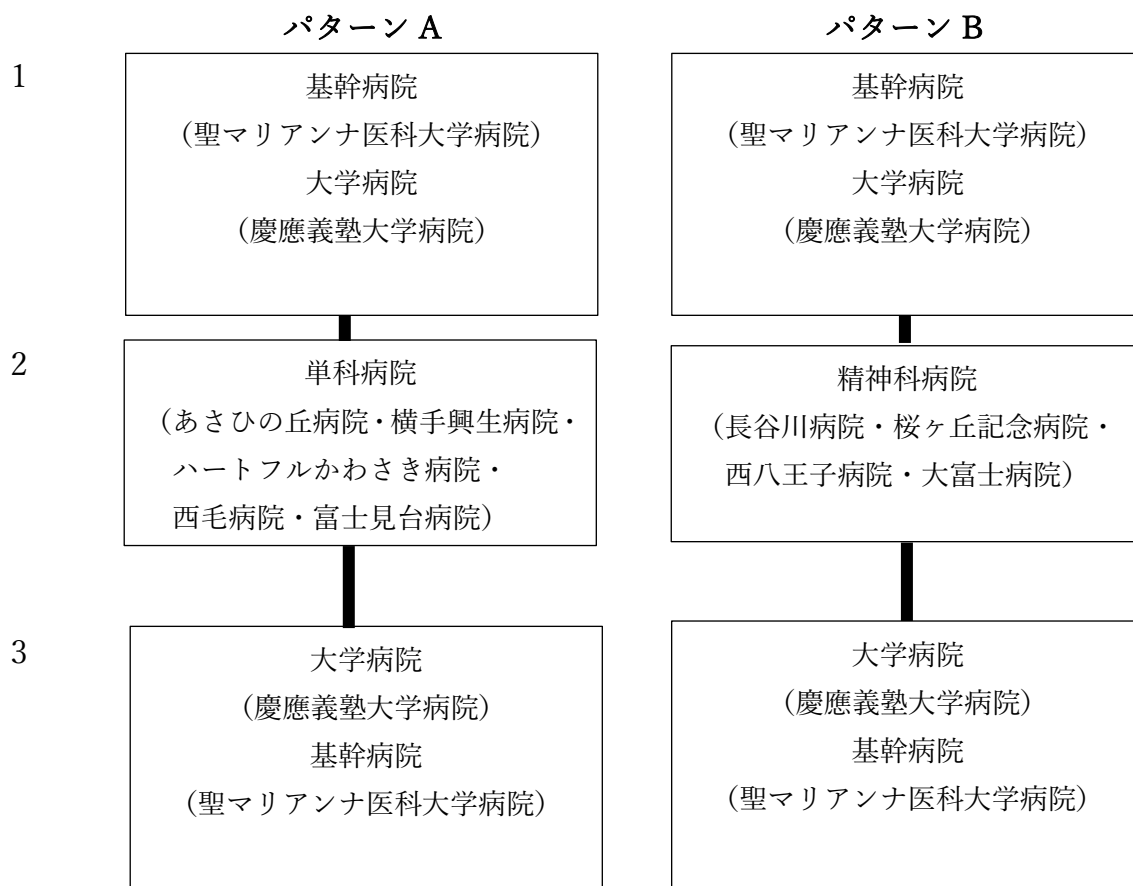 パターン A
パターン B
1
基幹病院
（聖マリアンナ医科大学病院）
大学病院
（慶應義塾大学病院）
基幹病院
（聖マリアンナ医科大学病院）
大学病院
（慶應義塾大学病院）
2
単科病院
（あさひの丘病院・横手興生病院・
ハートフルかわさき病院・
西毛病院・富士見台病院）
精神科病院
（長谷川病院・桜ヶ丘記念病院・
西八王子病院・大富士病院）
3
大学病院
（慶應義塾大学病院）
基幹病院
（聖マリアンナ医科大学病院）
大学病院
（慶應義塾大学病院）
基幹病院
（聖マリアンナ医科大学病院）